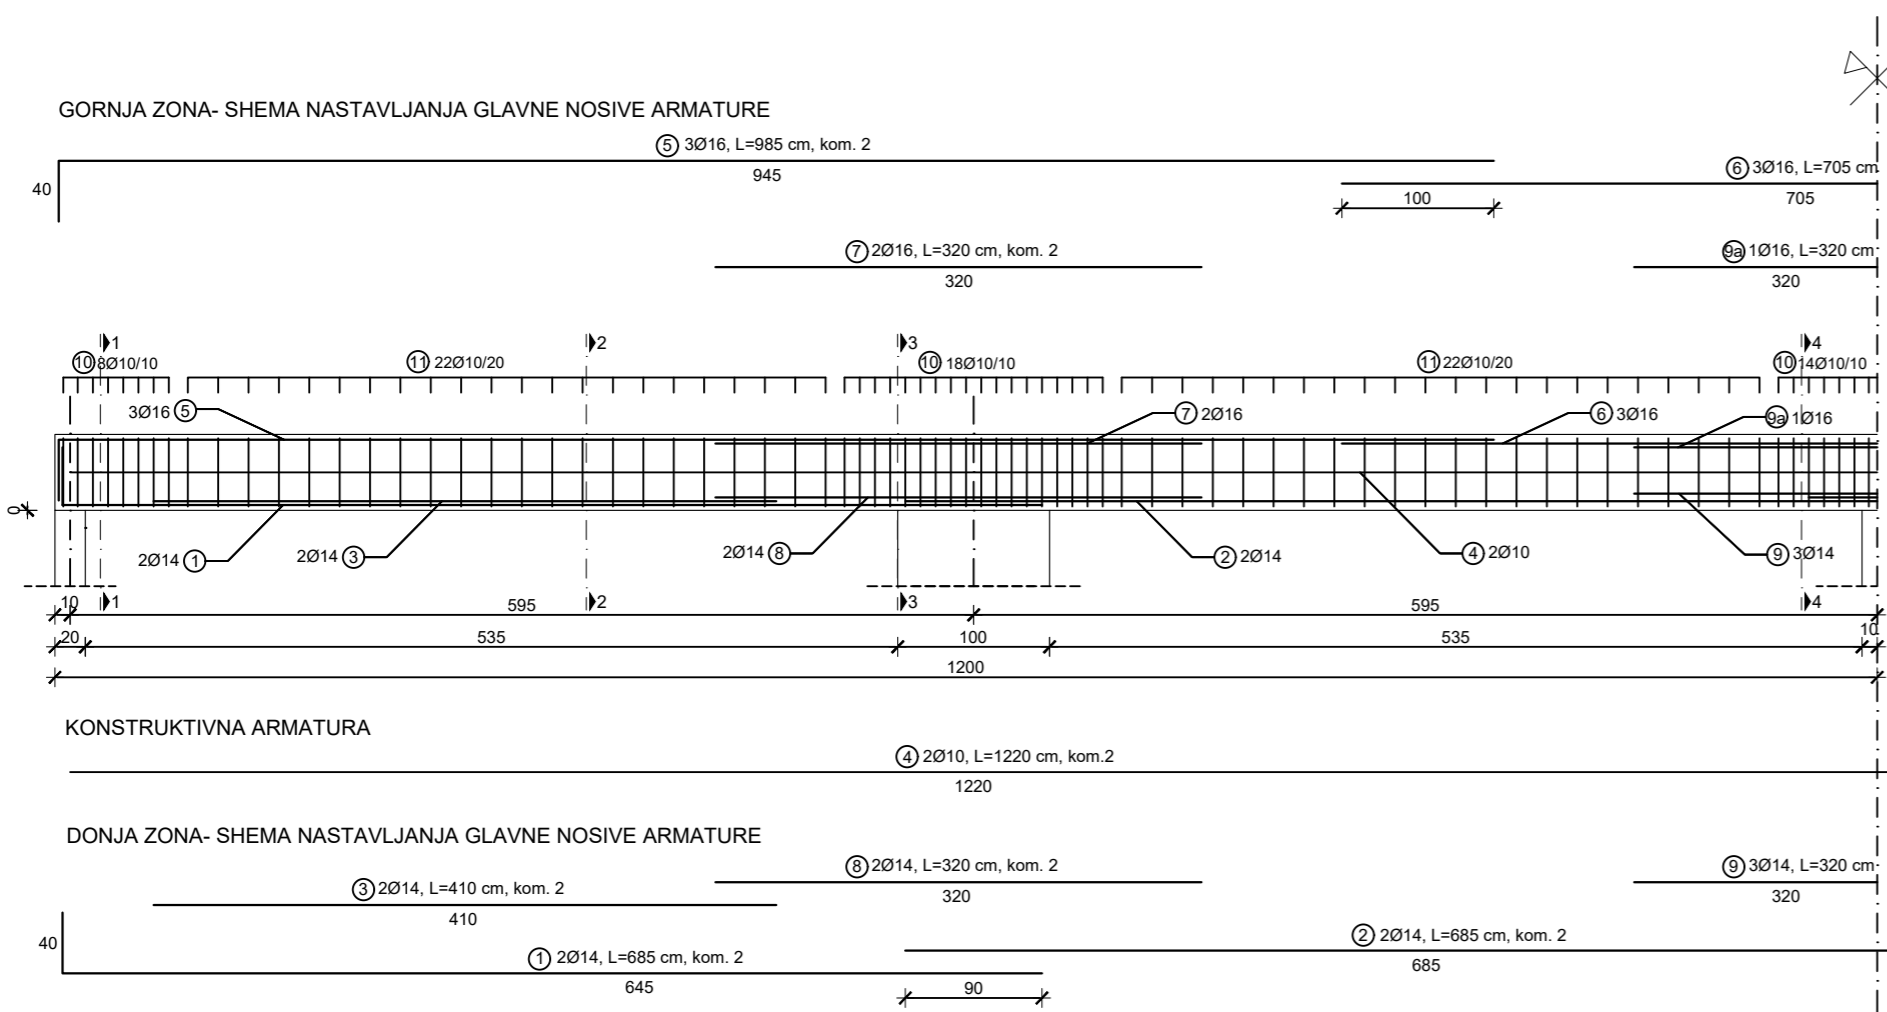 GORNJA ZONA- SHEMA NASTAVLJANJA GLAVNE NOSIVE ARMATURE
5 3Ø16, L=985 cm, kom. 2
945
40
6 3Ø16, L=705 cm
705
100
7 2Ø16, L=320 cm, kom. 2
320
9a 1Ø16, L=320 cm
320
1 2 3 4
10 8Ø10/10 11 22Ø10/20 10 18Ø10/10 11 22Ø10/20 10 14Ø10/10
3Ø16 5 7 2Ø16 6 3Ø16 9a 1Ø16
0
2Ø14 1 2Ø14 3 2Ø14 8 2 2Ø14 4 2Ø10 9 3Ø14
1 2 3 4
10 595 595
20 535 100 535 10
1200
KONSTRUKTIVNA ARMATURA
4 2Ø10, L=1220 cm, kom.2
1220
DONJA ZONA- SHEMA NASTAVLJANJA GLAVNE NOSIVE ARMATURE
8 2Ø14, L=320 cm, kom. 2
320
9 3Ø14, L=320 cm
320
3 2Ø14, L=410 cm, kom. 2
410
2 2Ø14, L=685 cm, kom. 2
685
40
1 2Ø14, L=685 cm, kom. 2
645
90